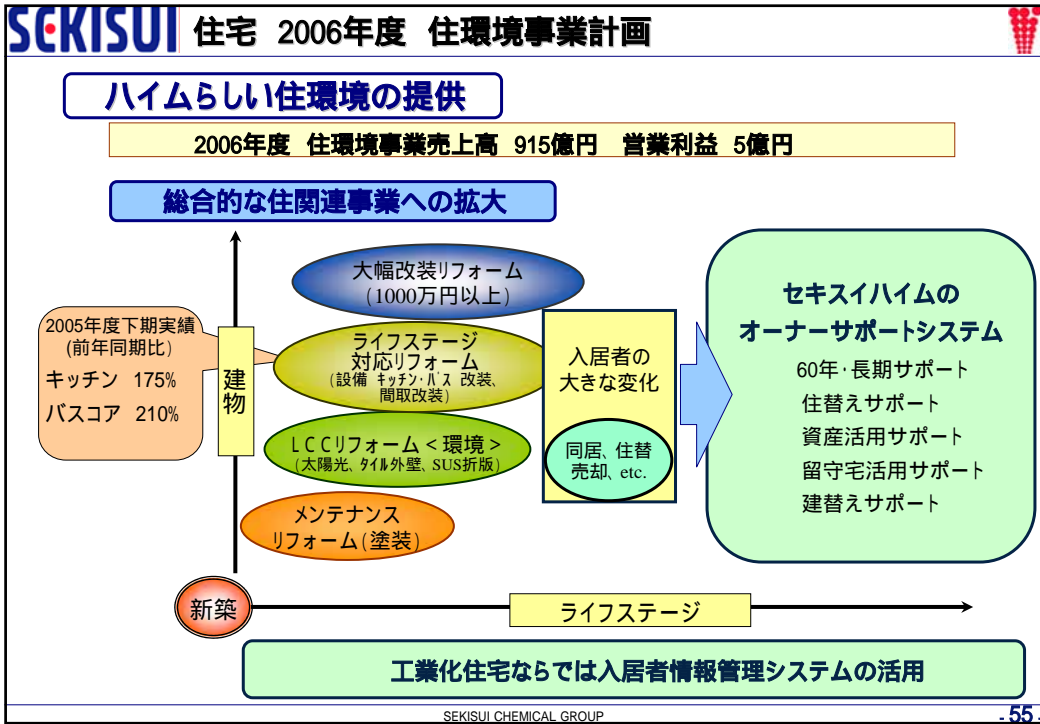 SEKISUI 住宅 2006年度 住環境事業計画
ハイムらしい住環境の提供
2006年度 住環境事業売上高 915億円 営業利益 5億円
総合的な住関連事業への拡大
2005年度下期実績
(前年同期比)
キッチン 175%
バスコア 210%
建物
大幅改装リフォーム
(1000万円以上)
ライフステージ
対応リフォーム
(設備 キッチン・バス 改装、
間取改装)
LCCリフォーム<環境>
(太陽光、タイル外壁、SUS折版)
メンテナンス
リフォーム(塗装)
入居者の
大きな変化
同居、住替
売却、etc.
セキスイハイムの
オーナーサポートシステム
60年・長期サポート
住替えサポート
資産活用サポート
留守宅活用サポート
建替えサポート
新築
ライフステージ
工業化住宅ならでは入居者情報管理システムの活用
SEKISUI CHEMICAL GROUP
- 55 -